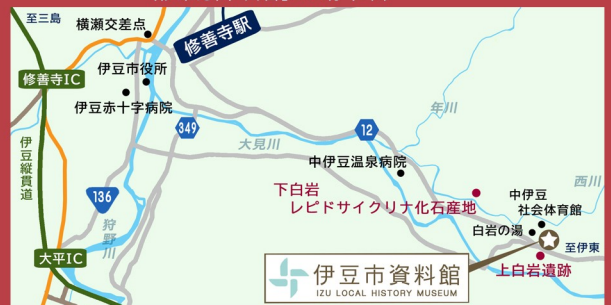 至三島
横瀬交差点
修善寺駅
修善寺IC
伊豆市役所
伊豆赤十字病院
349
12
年川
大見川
中伊豆温泉病院
西川
伊豆縦貫道
136
狩野川
下白岩
レピドサイクリナ化石産地
中伊豆
社会体育館
白岩の湯
至伊東
大平IC
上白岩遺跡
伊豆市資料館
IZU LOCAL HISTORY MUSEUM